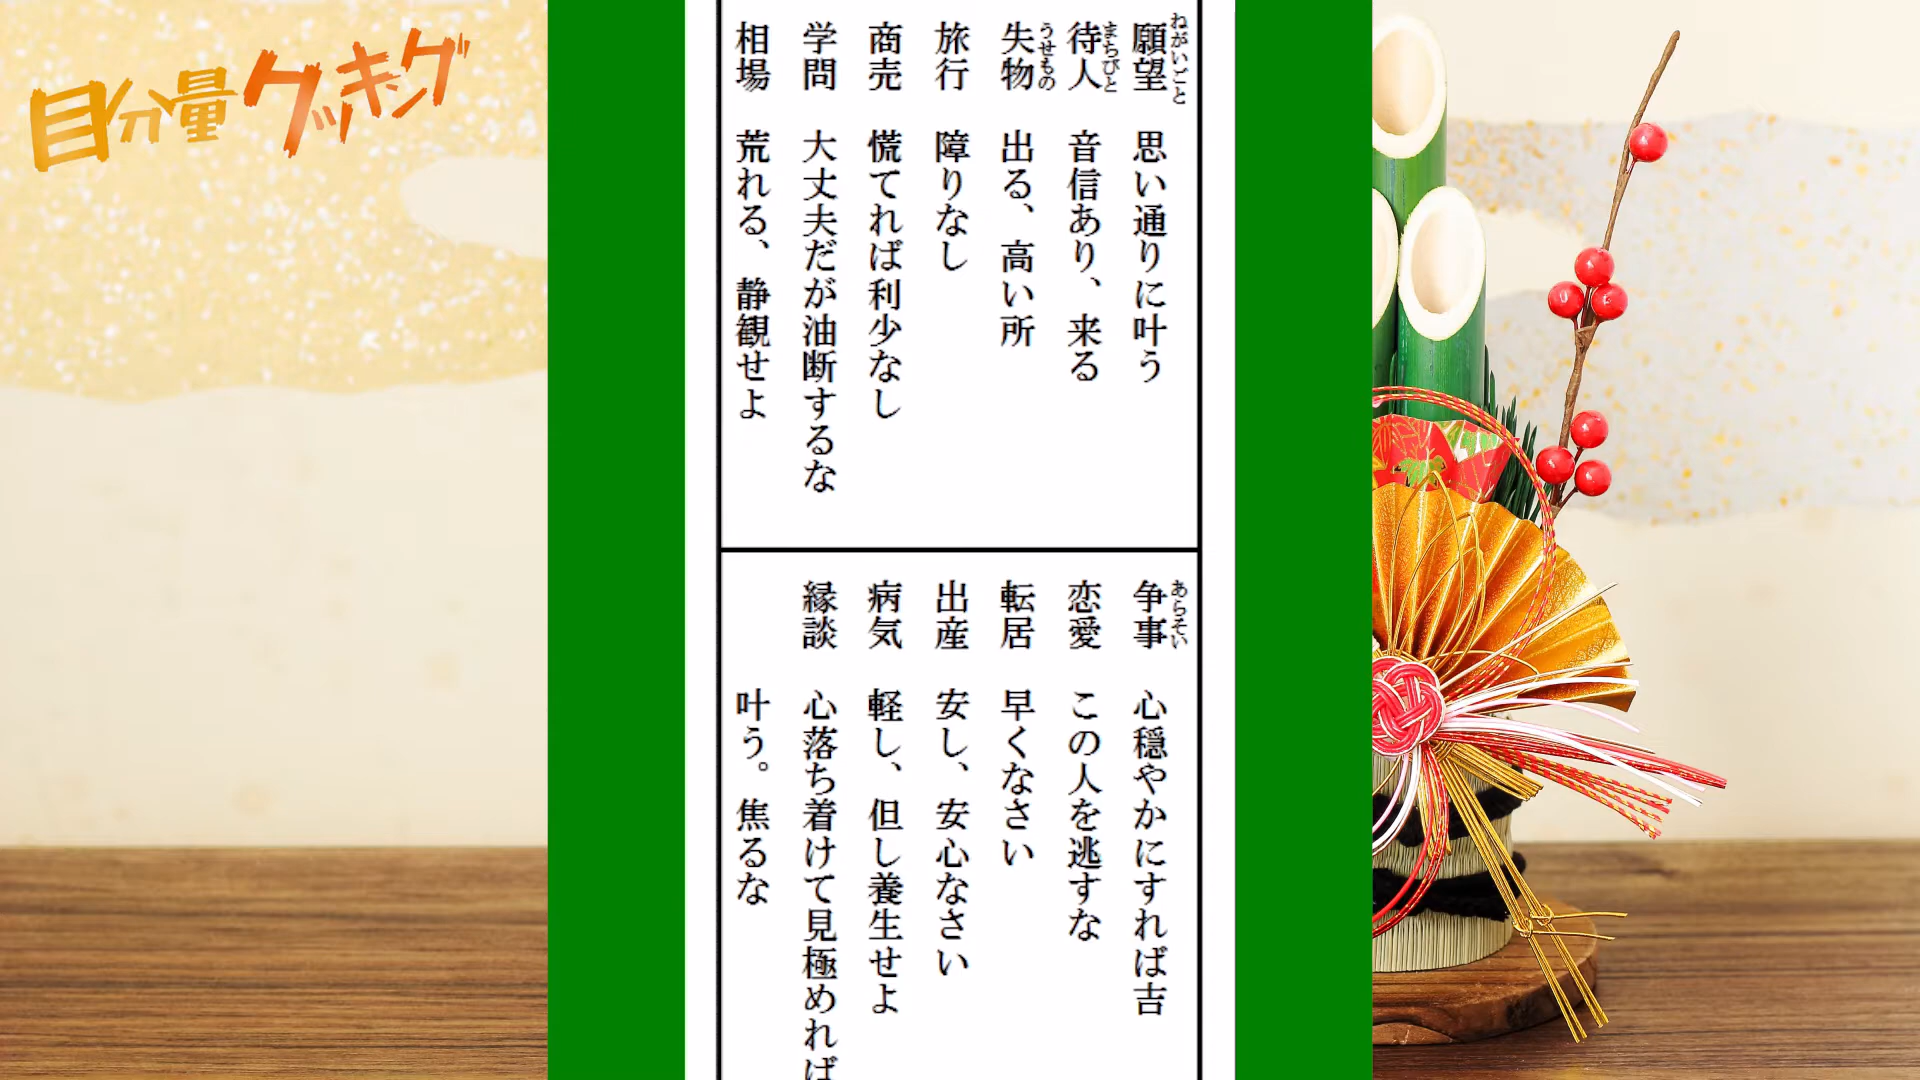 目分量クッキング
願望 思い通りに叶う
ねがいごと
待人 音信あり、来る
まちびと
失物 出る、高い所
うせもの
旅行 障りなし
商売 慌てれば利少なし
学問 大丈夫だが油断するな
相場 荒れる、静観せよ
争事 心穏やかにすれば吉
あらそい
恋愛 この人を逃すな
転居 早くなさい
出産 安し、安心なさい
病気 軽し、但し養生せよ
縁談 心落ち着けて見極めれば
叶う。焦るな